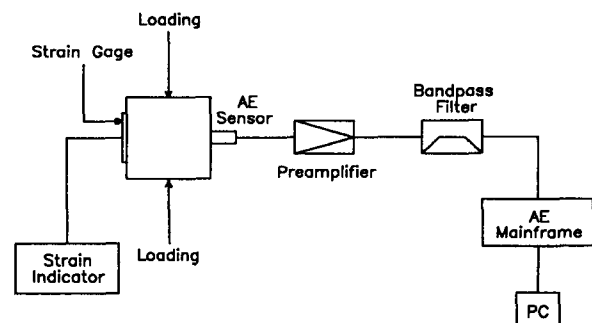 Loading
Strain Gage
AE
Sensor
Bandpass
Filter
Preamplifier
AE
Mainframe
Strain
Indicator
Loading
PC